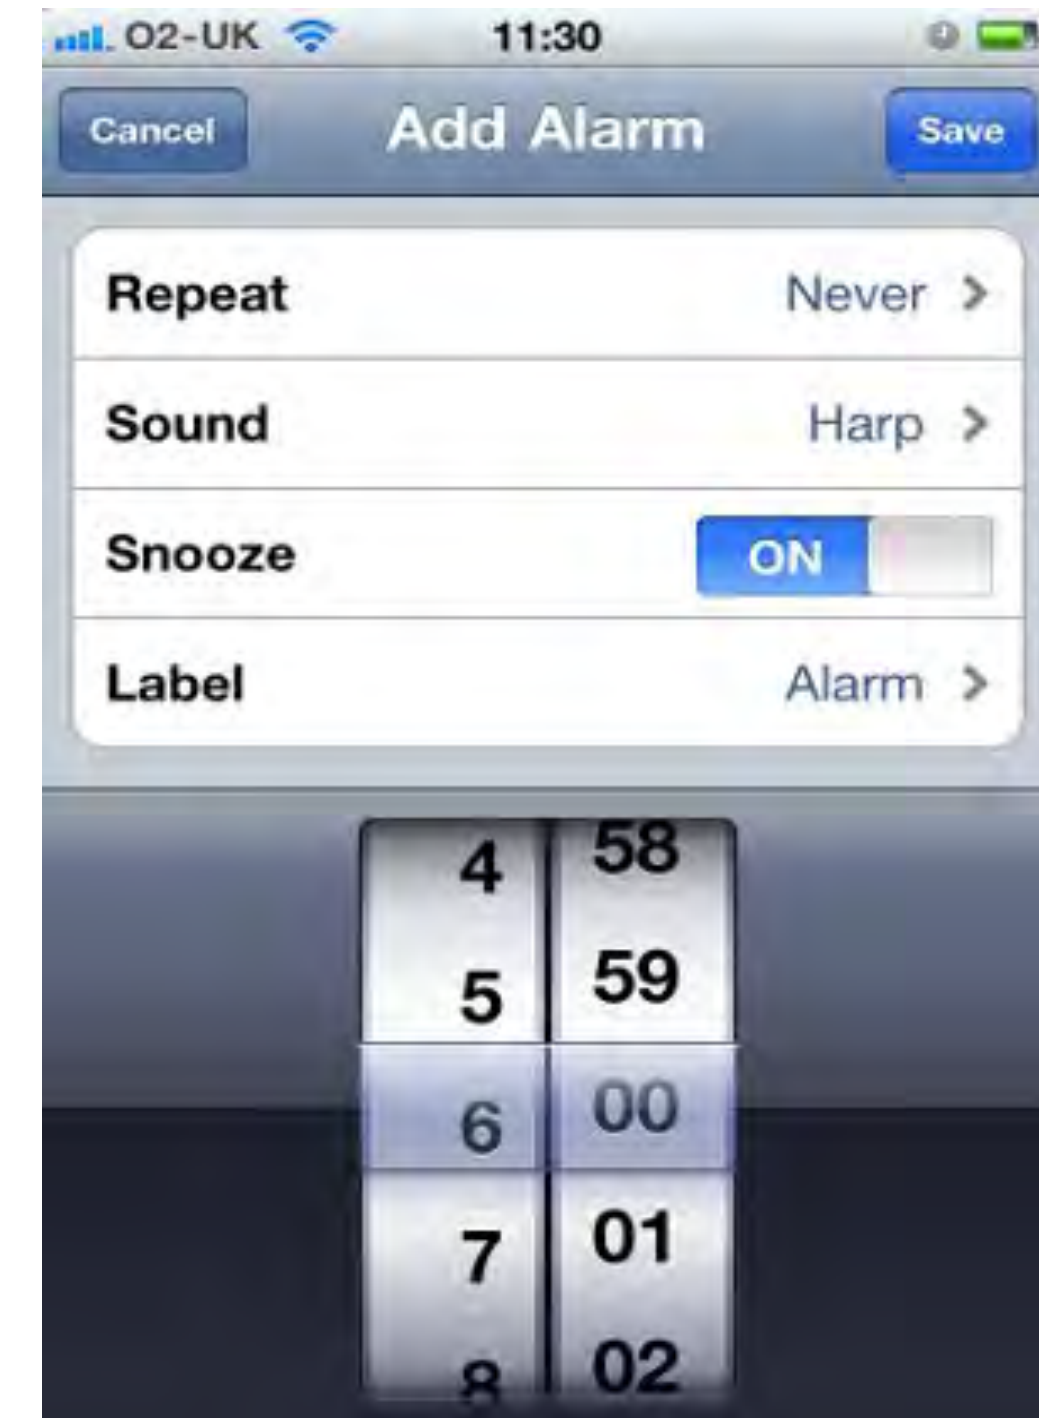 O2-UK 11:30
Cancel Add Alarm Save
Repeat Never >
Sound Harp >
Snooze ON
Label Alarm >
4 58
5 59
6 00
7 01
8 02